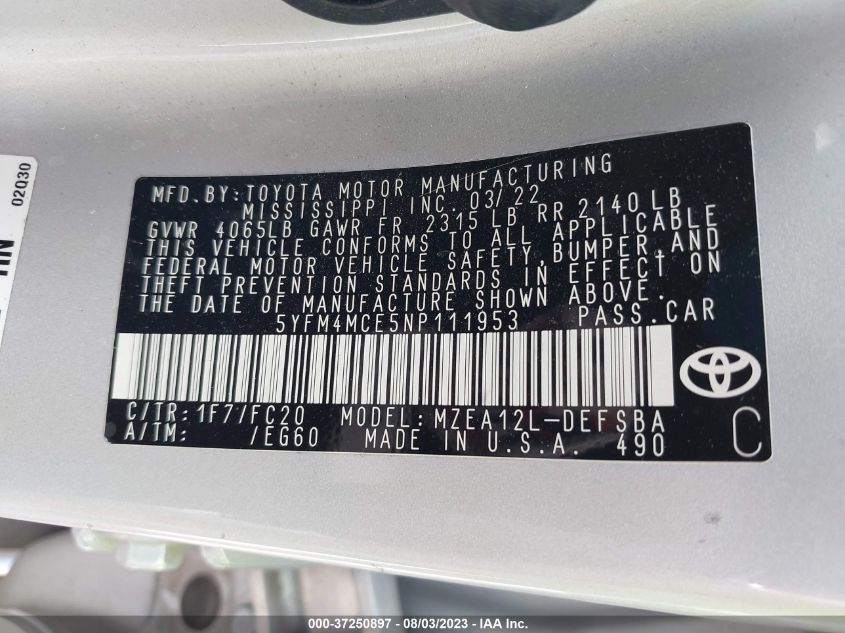 MFD. BY: TOYOTA MOTOR MANUFACTURING
MISSISSIPPI INC. 03/22
GVWR 4065LB GAWR FR 2315 LB RR 2140 LB
THIS VEHICLE CONFORMS TO ALL APPLICABLE
FEDERAL MOTOR VEHICLE SAFETY, BUMPER, AND
THEFT PREVENTION STANDARDS IN EFFECT ON
THE DATE OF MANUFACTURE SHOWN ABOVE.
5YFM4MCE5NP111953 PASS.CAR
C/TR: 1F7/FC20 MODEL: MZEA12L-DEFSBA
A/TM: /EG60 MADE IN U.S.A. 490
C
02Q30
000-37250897 - 08/03/2023 - IAA Inc.